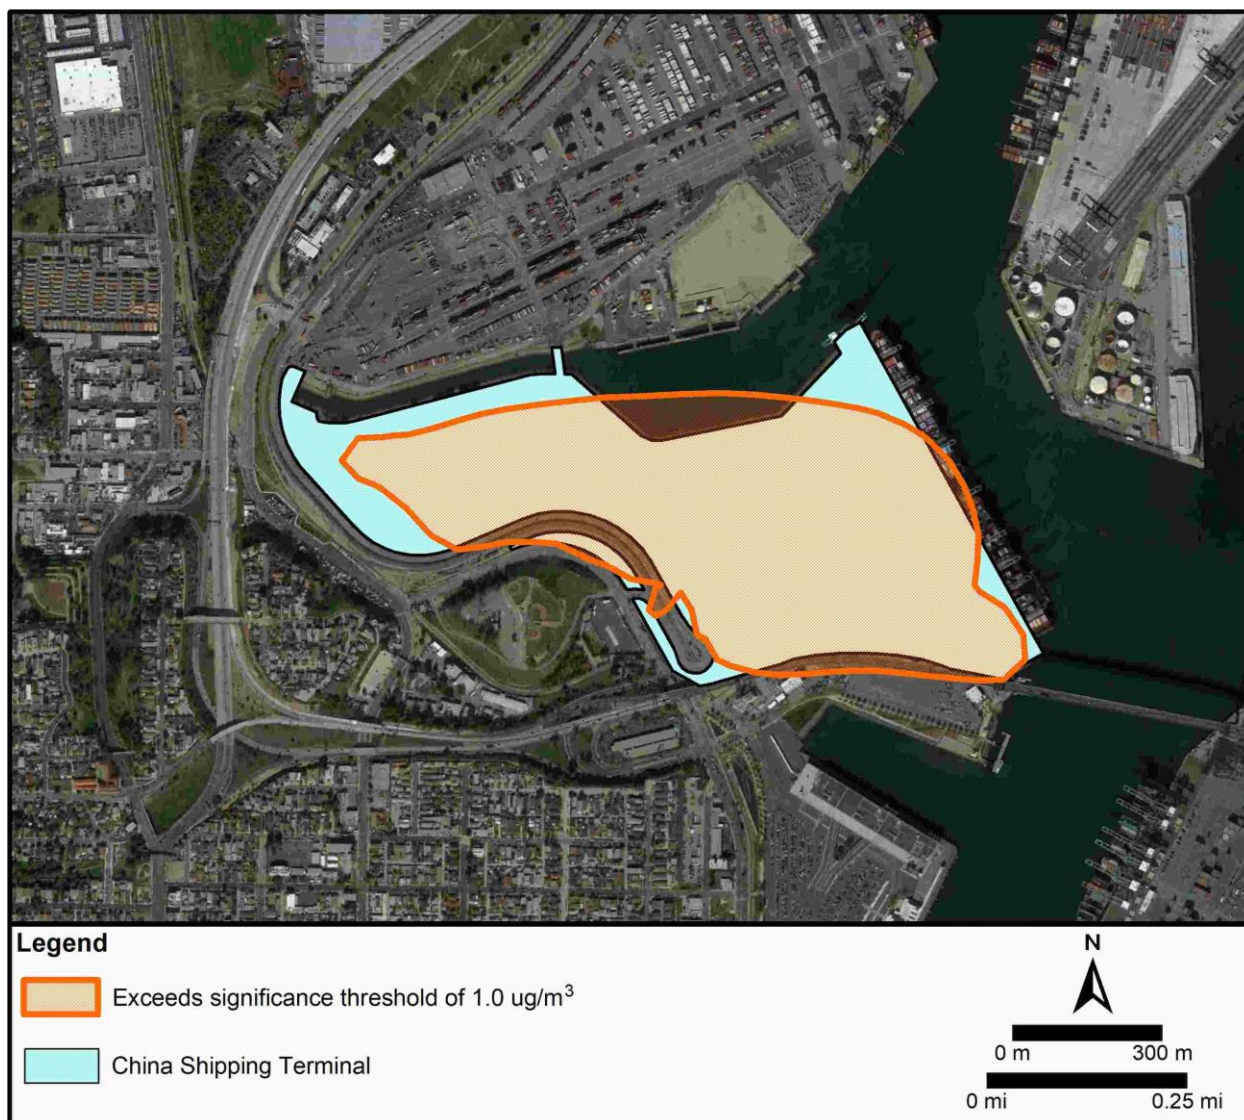 Legend
Exceeds significance threshold of 1.0 ug/m³
China Shipping Terminal
N
0 m 300 m
0 mi 0.25 mi